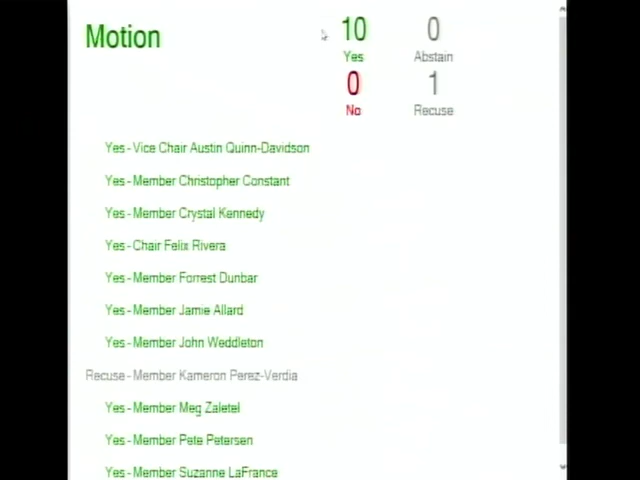 Motion
10 0
Yes Abstain
0 1
No Recuse
Yes - Vice Chair Austin Quinn-Davidson
Yes - Member Christopher Constant
Yes - Member Crystal Kennedy
Yes - Chair Felix Rivera
Yes - Member Forrest Dunbar
Yes - Member Jamie Allard
Yes - Member John Weddleton
Recuse - Member Kameron Perez-Verdia
Yes - Member Meg Zaletel
Yes - Member Pete Petersen
Yes - Member Suzanne LaFrance